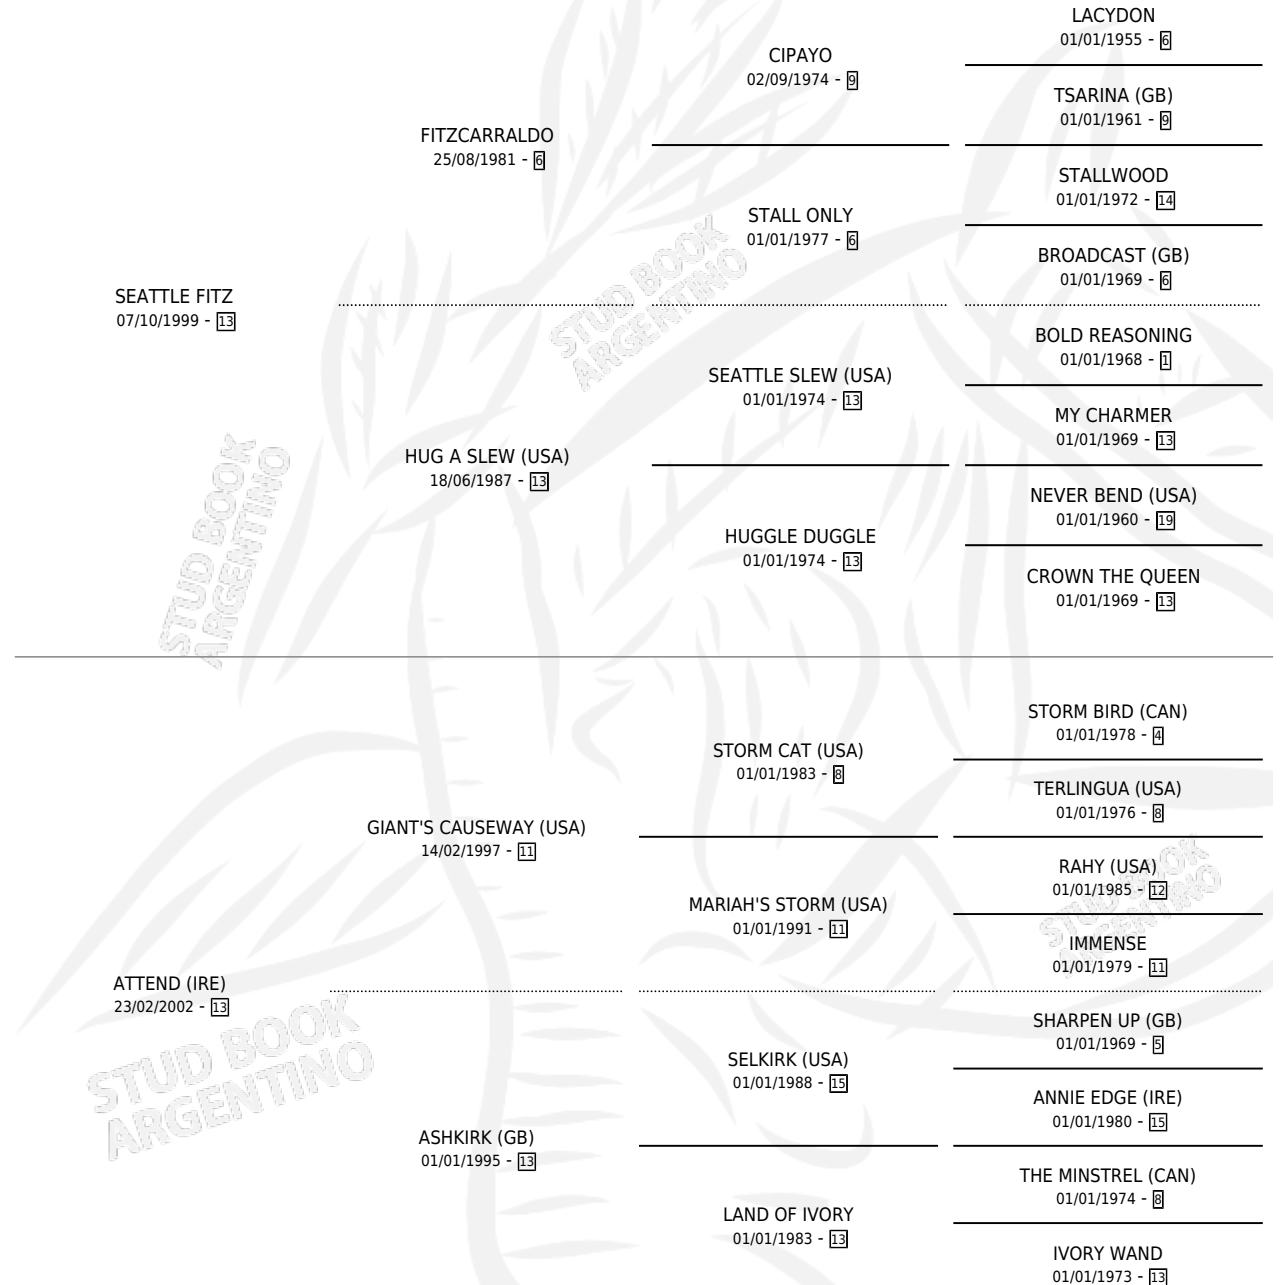 LACYDON
01/01/1955 - 6
CIPAYO
02/09/1974 - 9
TSARINA (GB)
01/01/1961 - 9
FITZCARRALDO
25/08/1981 - 6
STALLWOOD
01/01/1972 - 14
STALL ONLY
01/01/1977 - 6
BROADCAST (GB)
01/01/1969 - 6
SEATTLE FITZ
07/10/1999 - 13
BOLD REASONING
01/01/1968 - 1
SEATTLE SLEW (USA)
01/01/1974 - 13
MY CHARMER
01/01/1969 - 13
HUG A SLEW (USA)
18/06/1987 - 13
NEVER BEND (USA)
01/01/1960 - 19
HUGGLE DUGGLE
01/01/1974 - 13
CROWN THE QUEEN
01/01/1969 - 13
STORM BIRD (CAN)
01/01/1978 - 4
STORM CAT (USA)
01/01/1983 - 8
TERLINGUA (USA)
01/01/1976 - 8
GIANT'S CAUSEWAY (USA)
14/02/1997 - 11
RAHY (USA)
01/01/1985 - 12
MARIAH'S STORM (USA)
01/01/1991 - 11
IMMENSE
01/01/1979 - 11
ATTEND (IRE)
23/02/2002 - 13
SHARPEN UP (GB)
01/01/1969 - 5
SELKIRK (USA)
01/01/1988 - 15
ANNIE EDGE (IRE)
01/01/1980 - 15
ASHKIRK (GB)
01/01/1995 - 13
THE MINSTREL (CAN)
01/01/1974 - 8
LAND OF IVORY
01/01/1983 - 13
IVORY WAND
01/01/1973 - 13
STUD BOOK
ARGENTINO
STUD BOOK
ARGENTINO
STUD BOOK
ARGENTINO
STUD BOOK
ARGENTINO